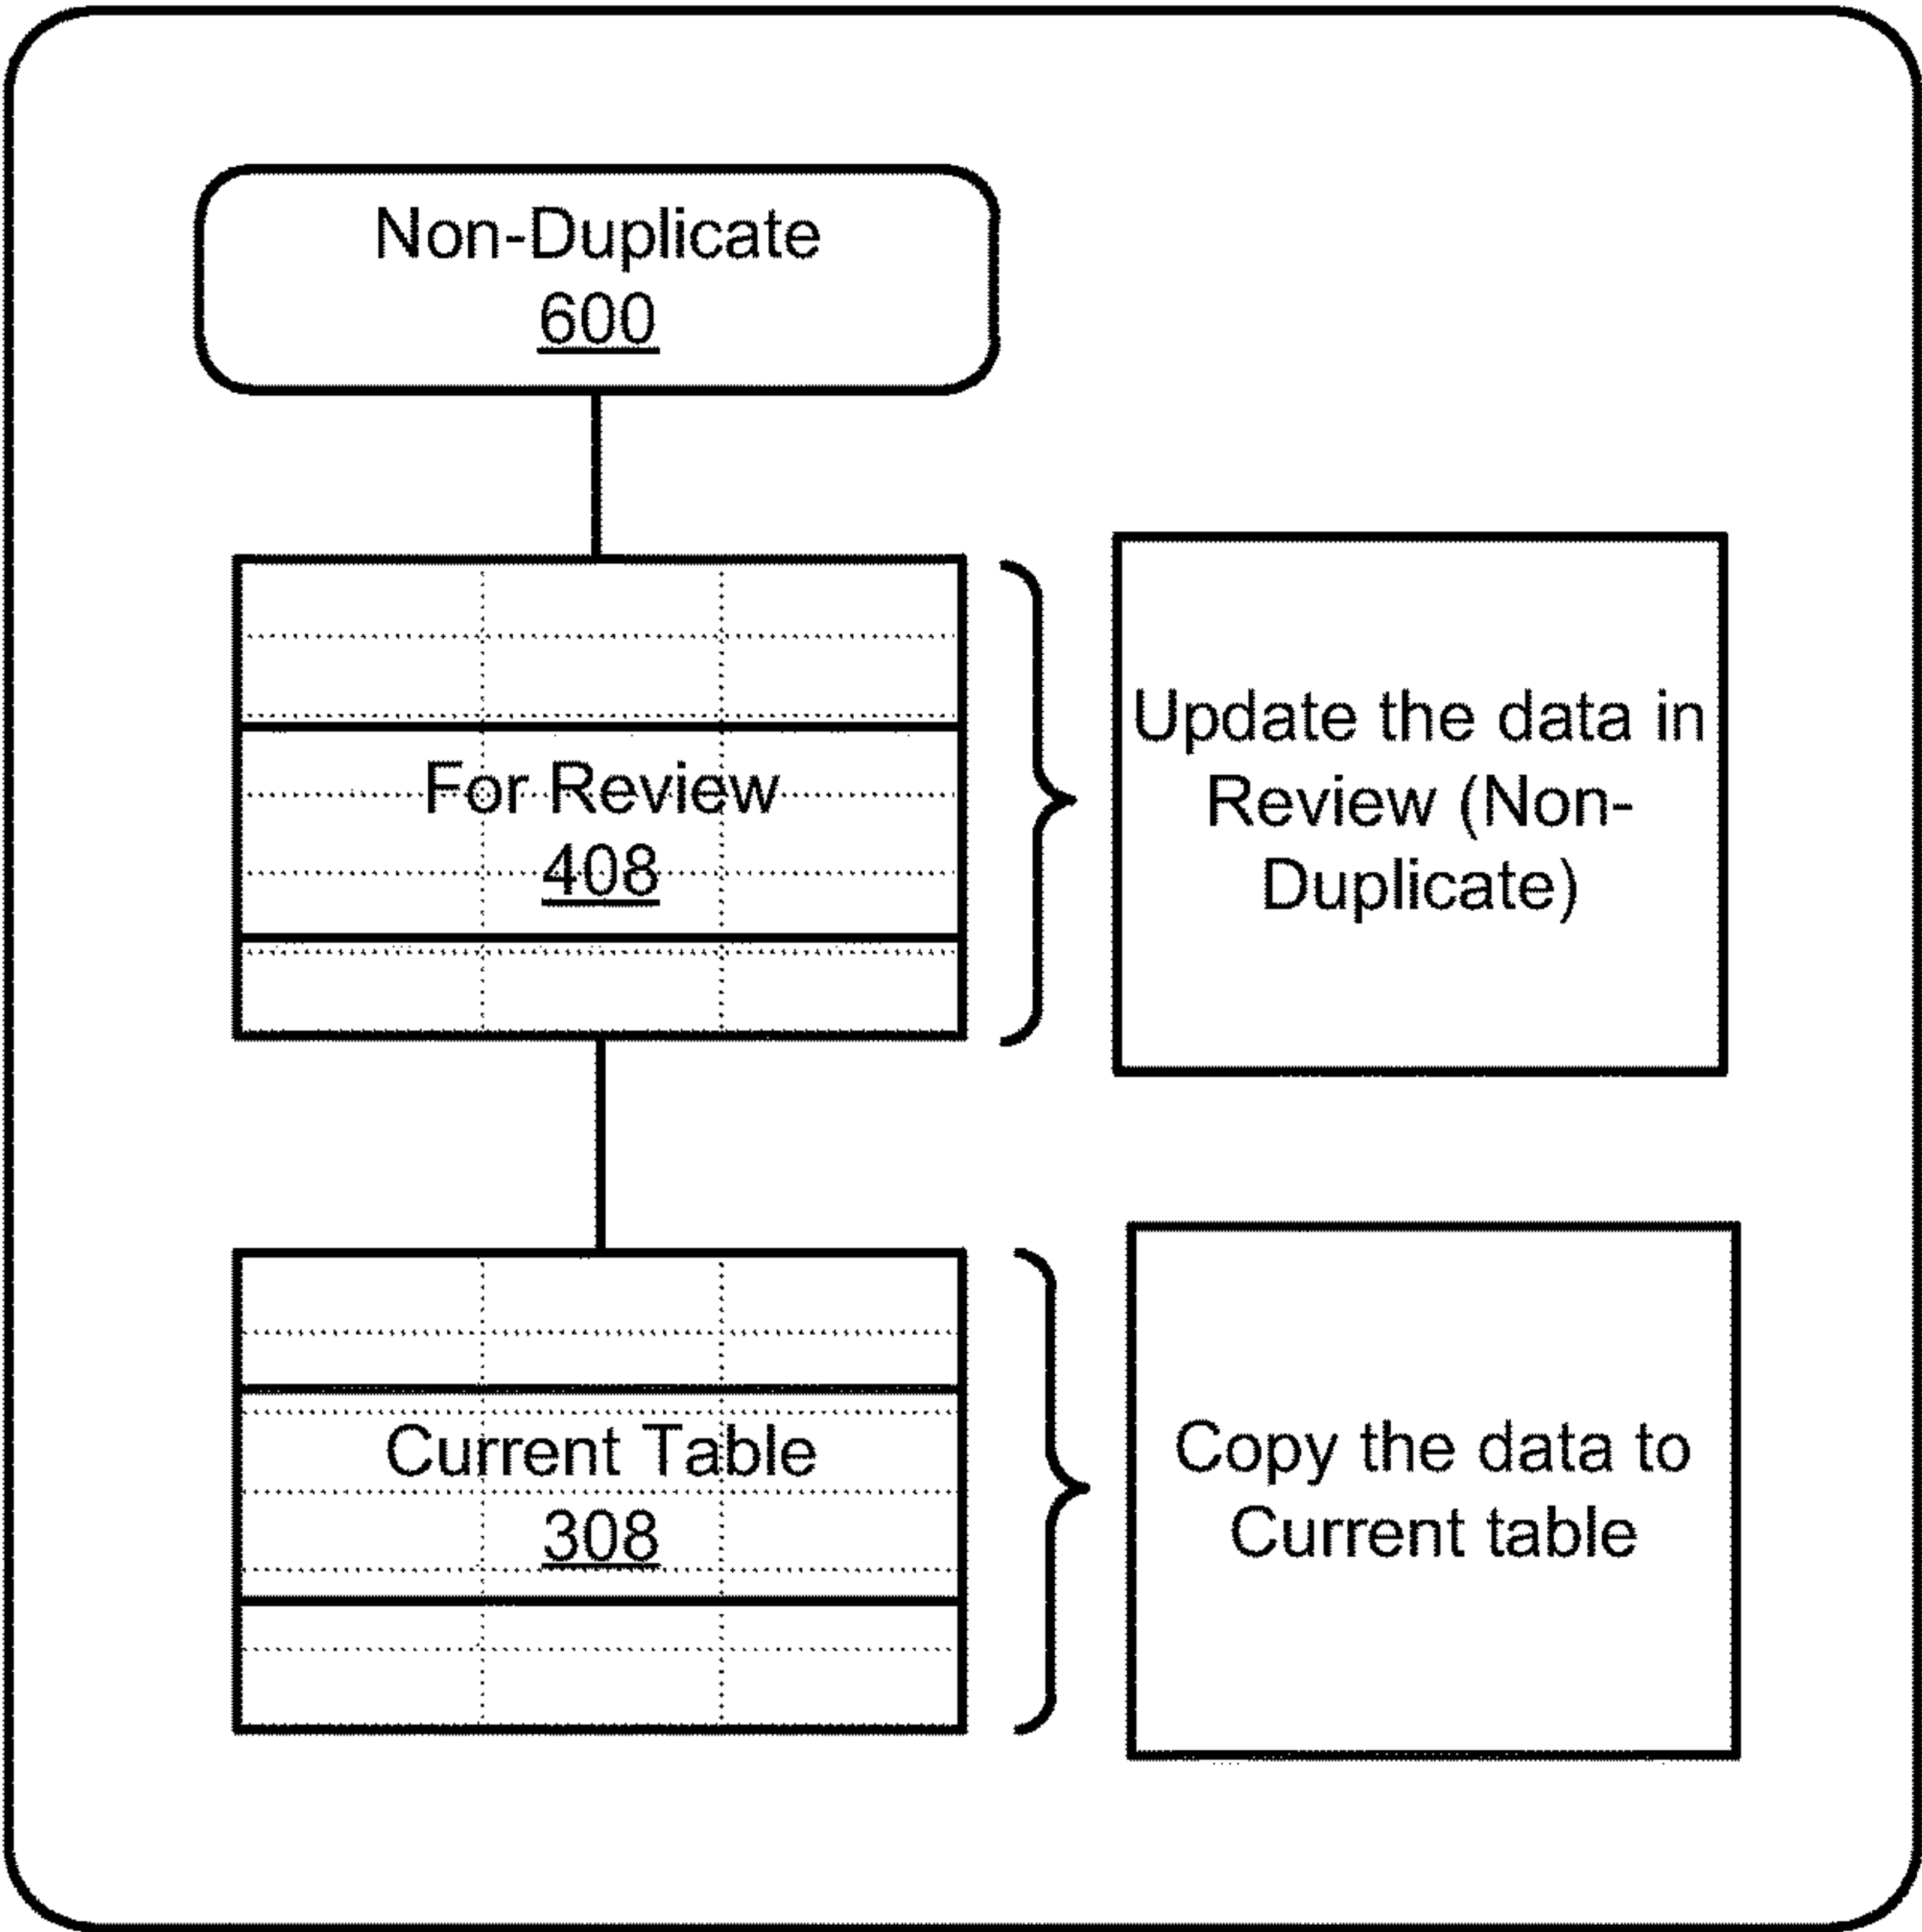 Non-Duplicate
600
For Review
408
Update the data in
Review (Non-
Duplicate)
Current Table
308
Copy the data to
Current table